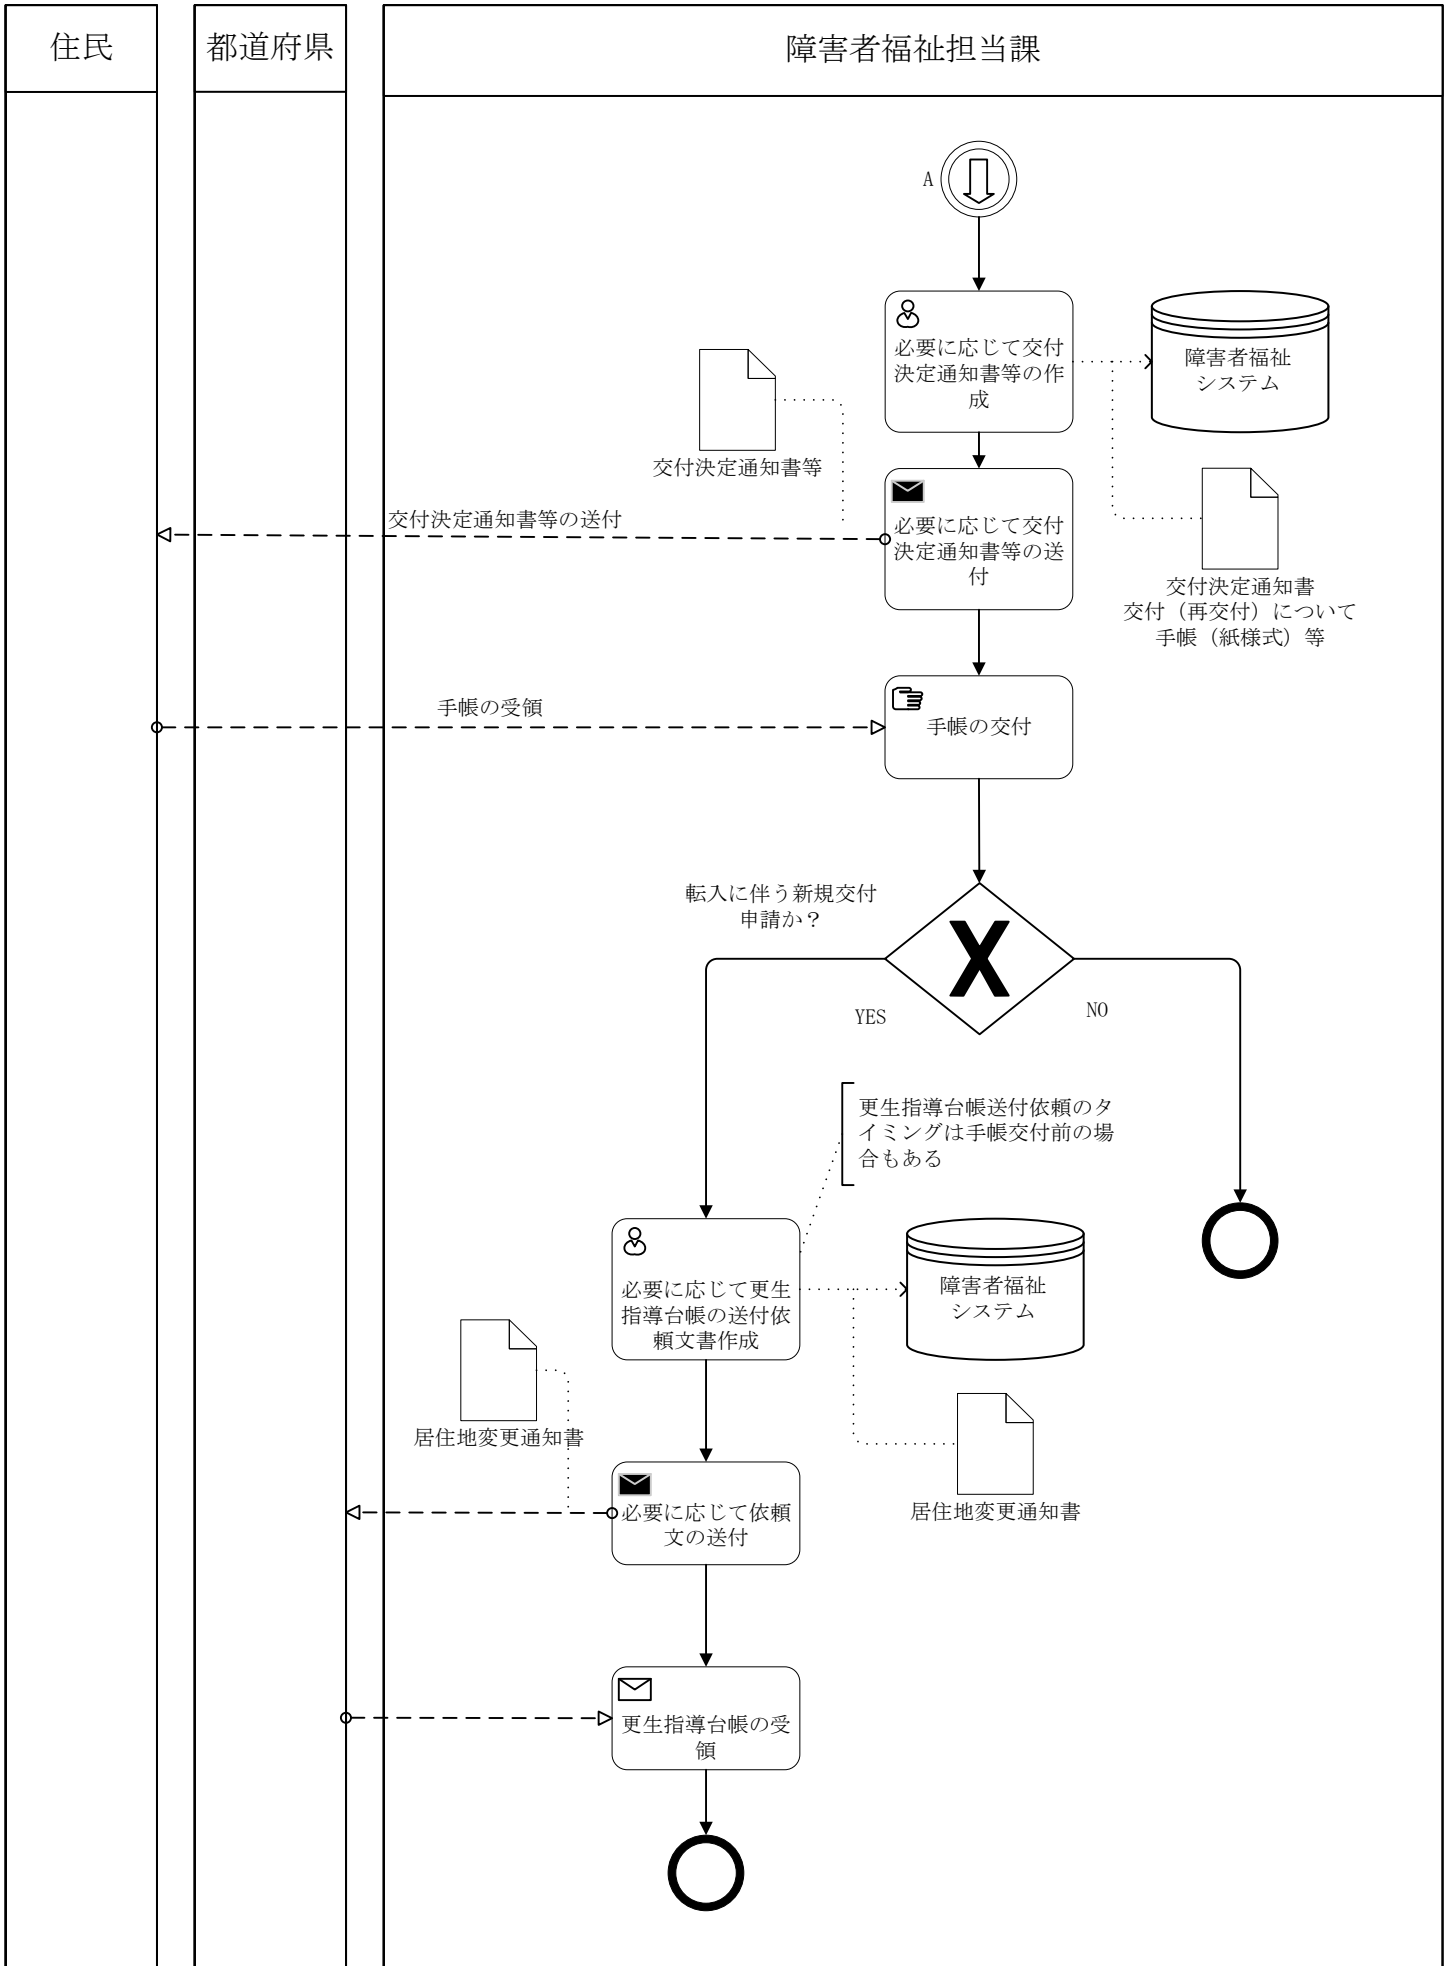 住民
都道府県
障害者福祉担当課
A
必要に応じて交付
決定通知書等の作
成
障害者福祉
システム
交付決定通知書等
交付決定通知書等の送付
必要に応じて交付
決定通知書等の送
付
交付決定通知書
交付（再交付）について
手帳（紙様式）等
手帳の受領
手帳の交付
転入に伴う新規交付
申請か？
YES
NO
更生指導台帳送付依頼のタ
イミングは手帳交付前の場
合もある
必要に応じて更生
指導台帳の送付依
頼文書作成
障害者福祉
システム
居住地変更通知書
居住地変更通知書
必要に応じて依頼
文の送付
更生指導台帳の受
領